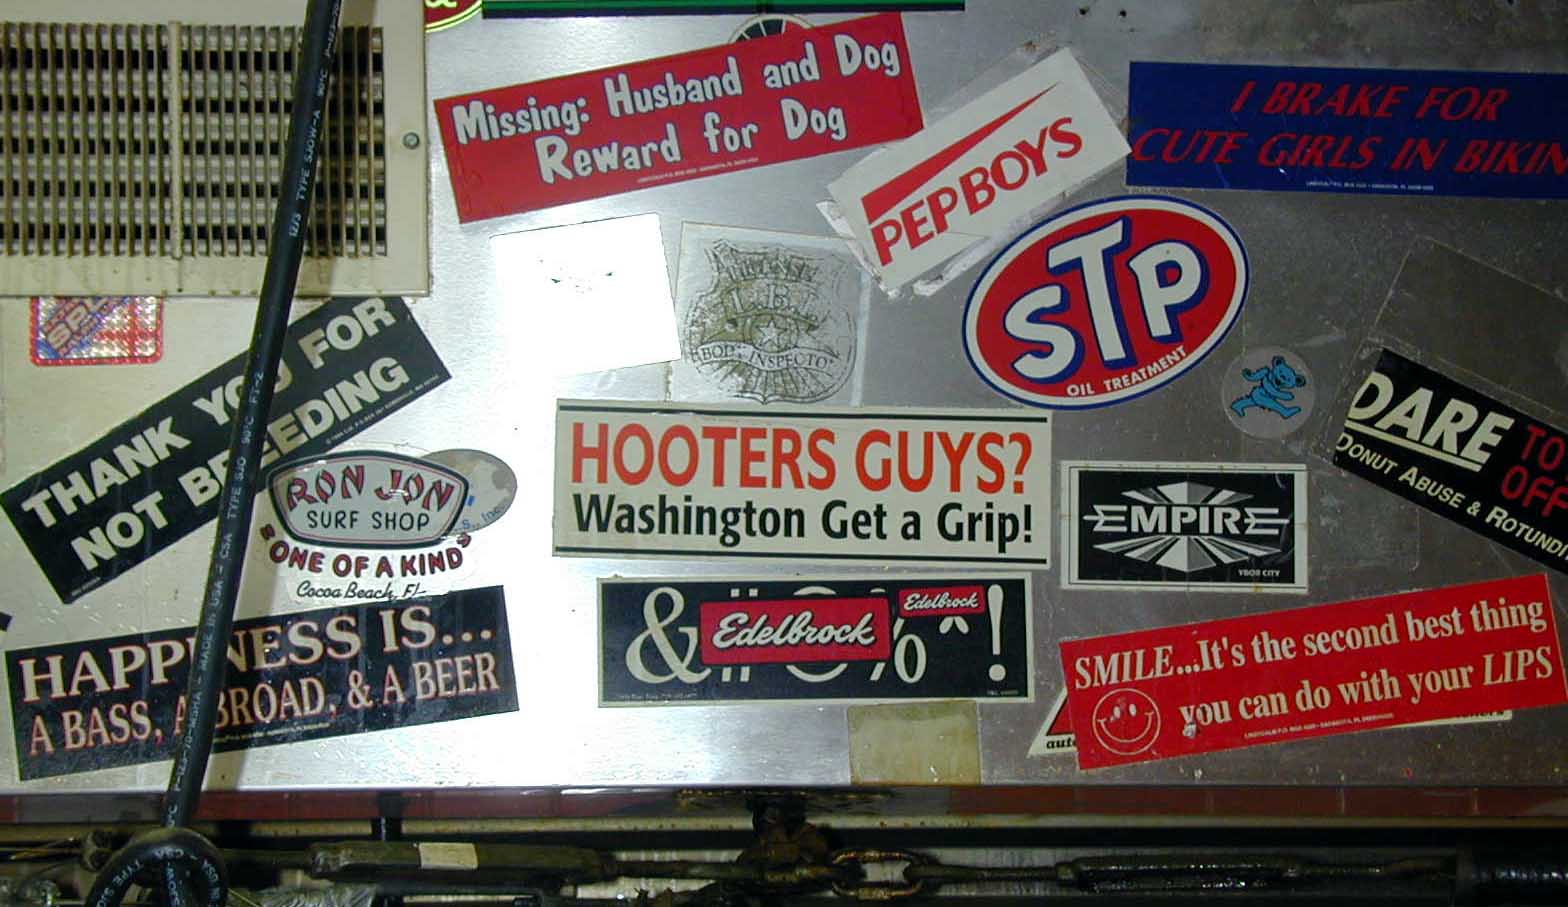 Missing: Husband and Dog
Reward for Dog
PEP BOYS
I BRAKE FOR
CUTE GIRLS IN BIKIN
STP
OIL TREATMENT
THANK YOU FOR
NOT BREEDING
RON JON
SURF SHOP
ONE OF A KIND
Cocoa Beach, FL
HOOTERS GUYS?
Washington Get a Grip!
EMPIRE
YBOR CITY
DARE TO
OFF
DONUT ABUSE & ROTUNDI
HAPPINESS IS...
A BASS, A BROAD, & A BEER
& Edelbrock % ^ !
Edelbrock
SMILE...It's the second best thing
you can do with your LIPS
auto